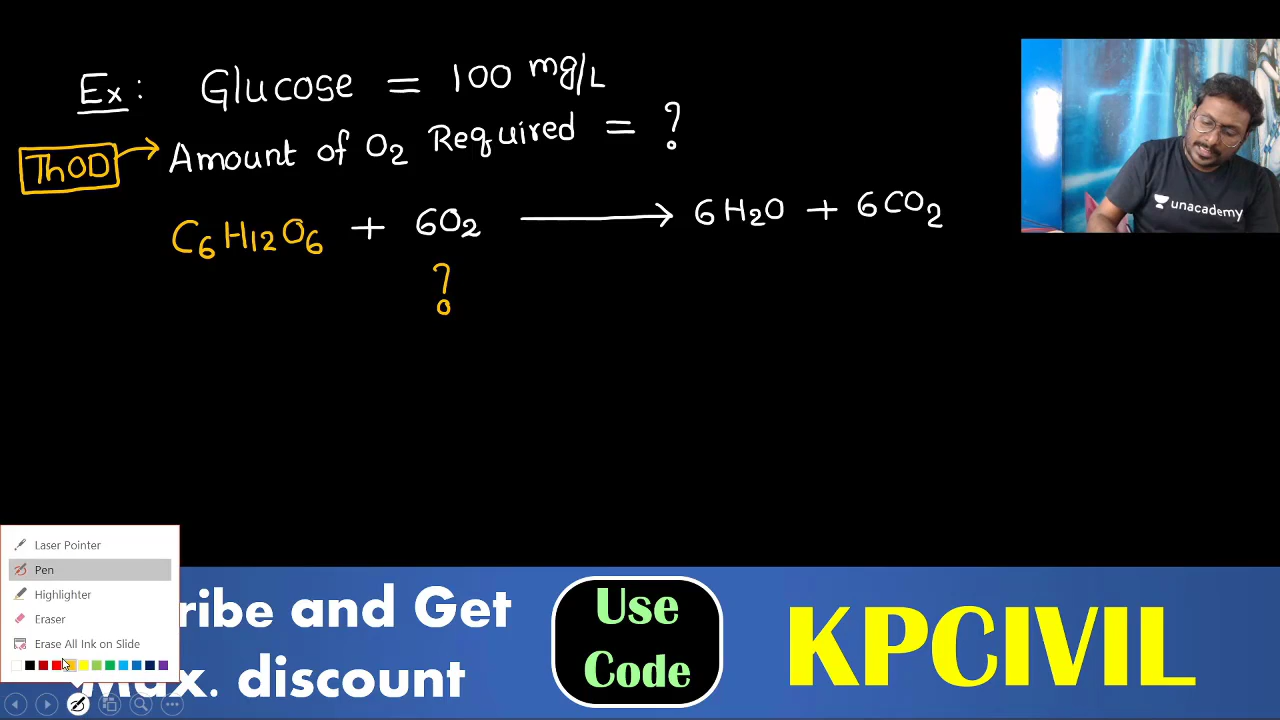 Ex: Glucose = 100 mg/L
ThOD → Amount of O2 Required = ?
C6H12O6 + 6O2 → 6H2O + 6CO2
?
unacademy
Laser Pointer
Pen
Highlighter
Eraser
Erase All Ink on Slide
ribe and Get
Max. discount
Use
Code
KPCIVIL